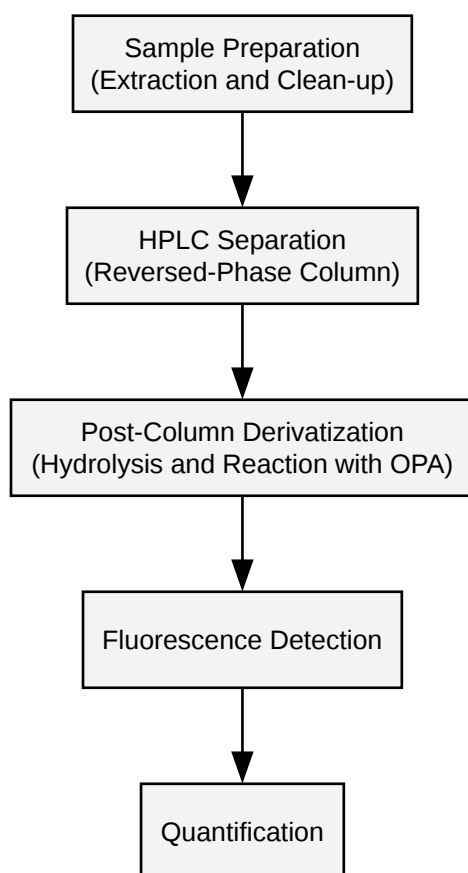 Sample Preparation
(Extraction and Clean-up)
HPLC Separation
(Reversed-Phase Column)
Post-Column Derivatization
(Hydrolysis and Reaction with OPA)
Fluorescence Detection
Quantification